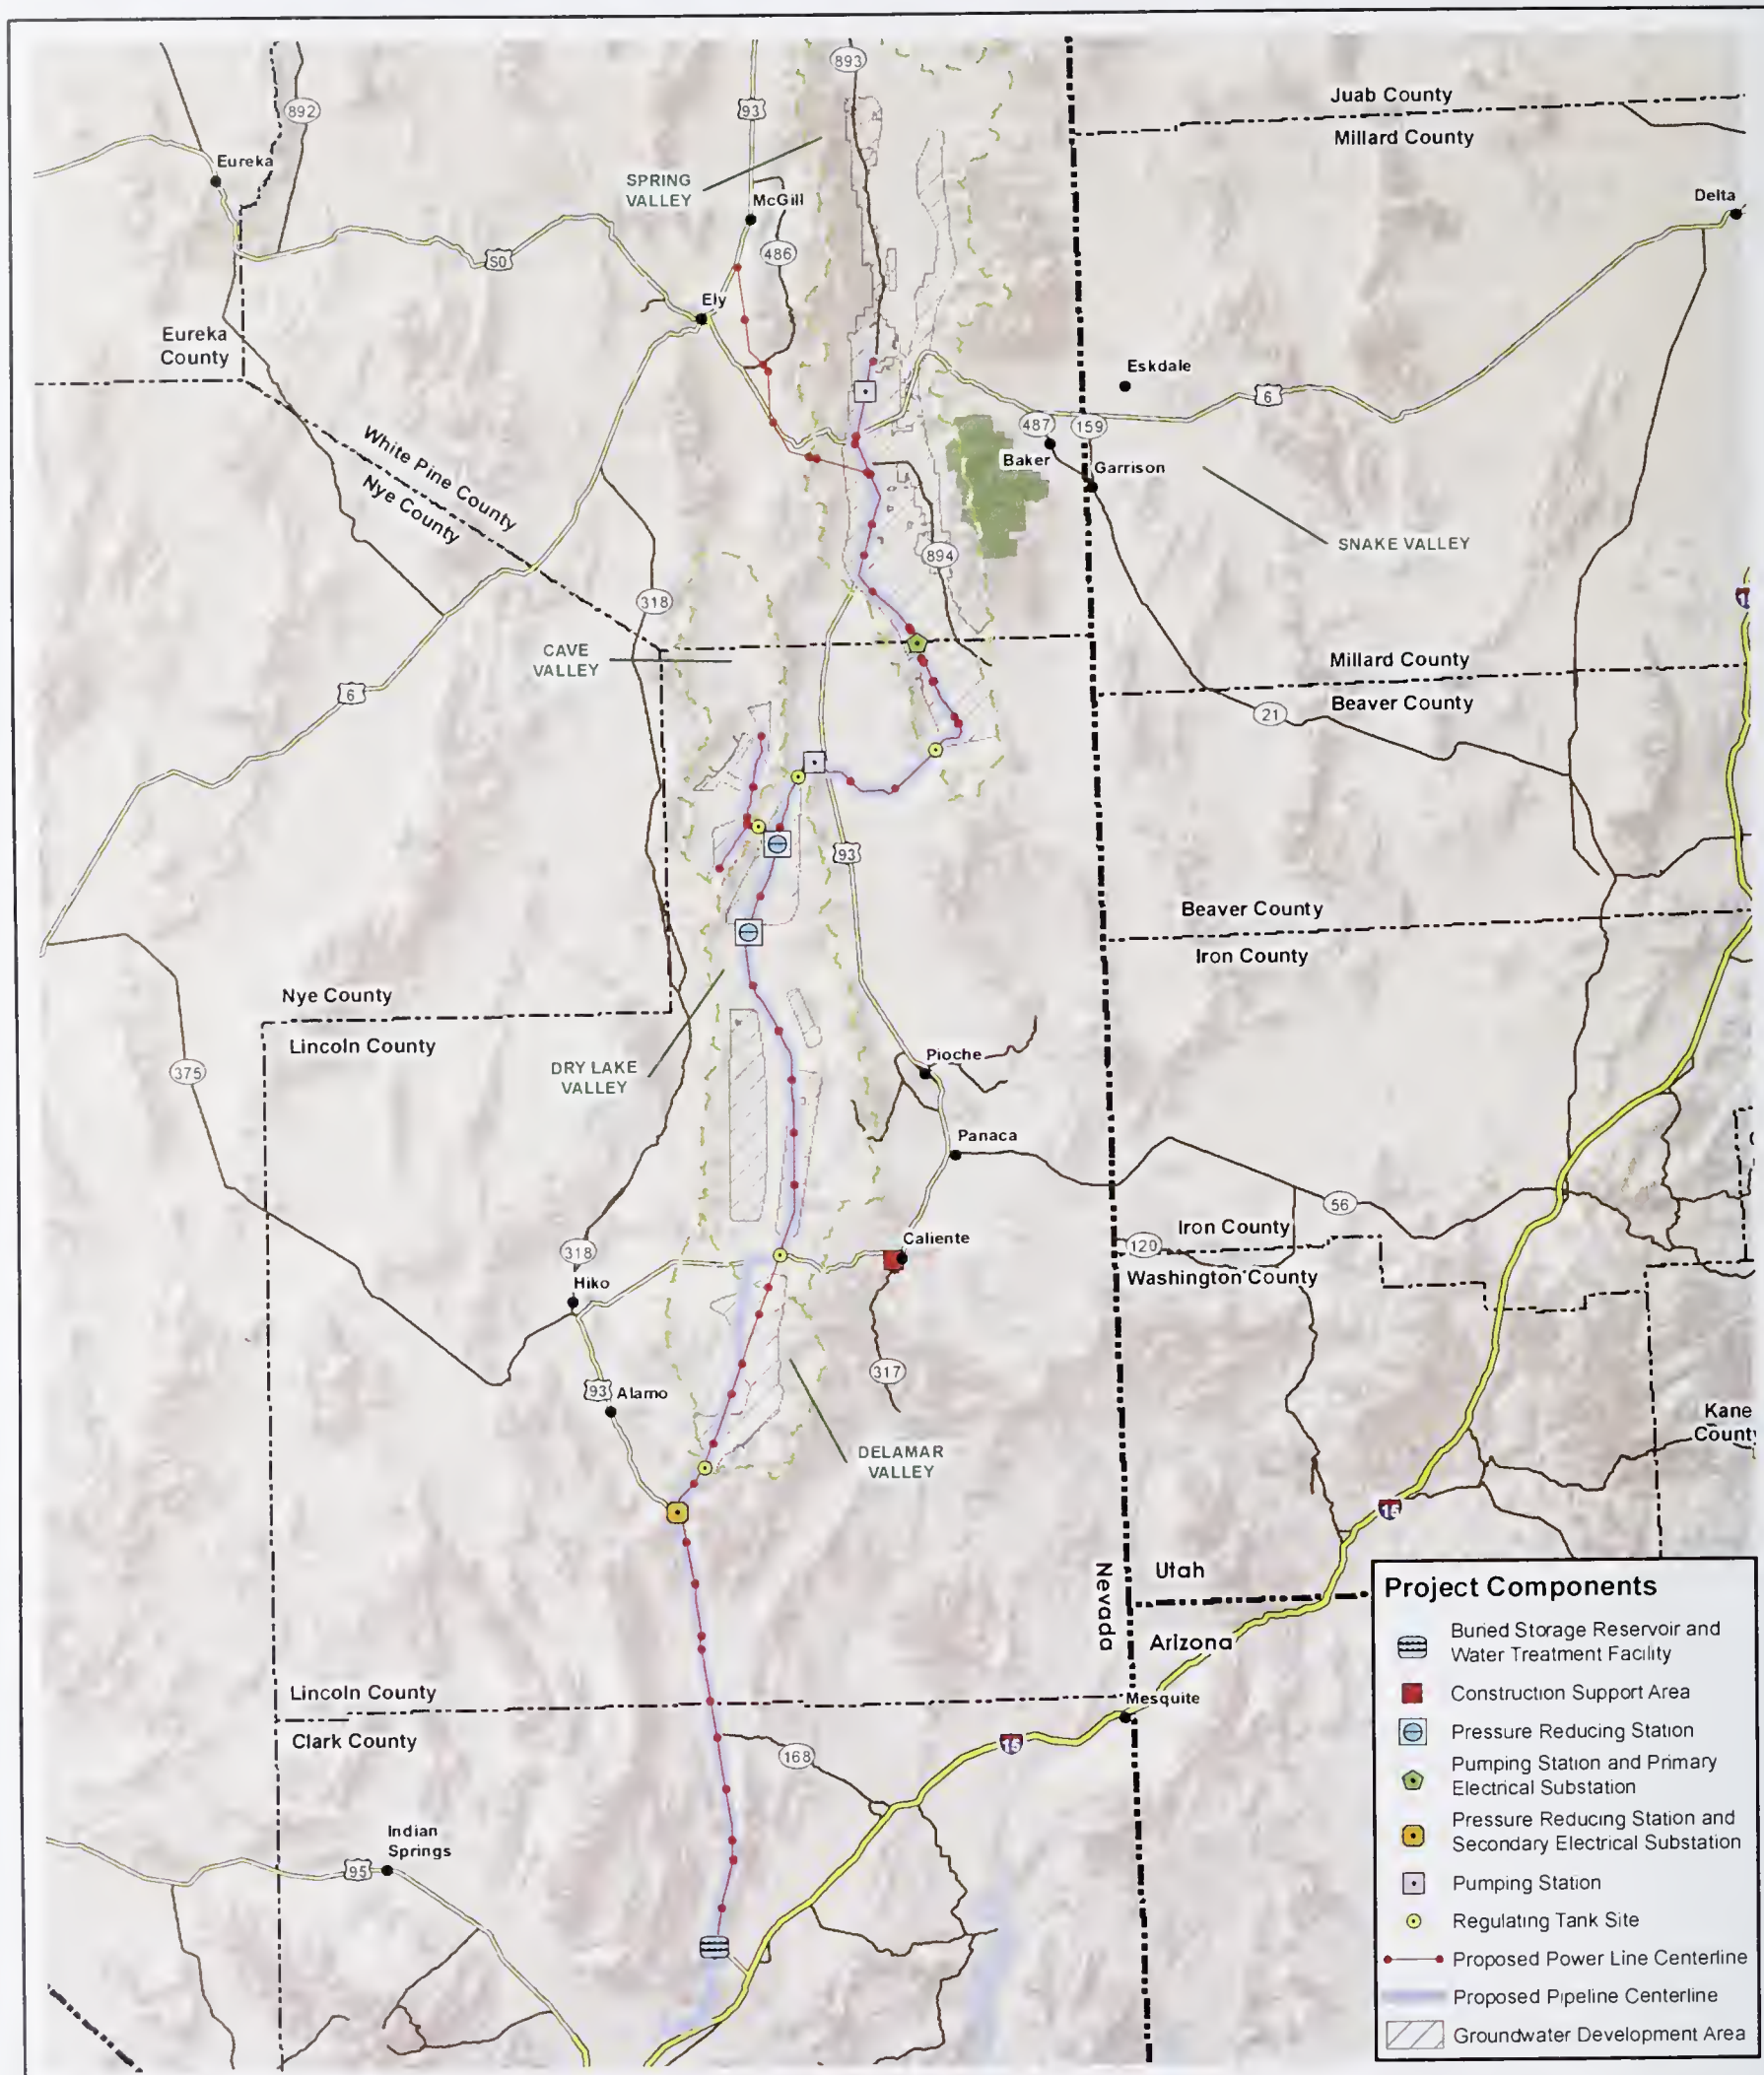 893
892
93
Juab County
Millard County
Eureka
SPRING
VALLEY
McGill
Delta
486
50
Ely
Eureka
County
Eskdale
6
487
159
Baker
Garrison
White Pine County
Nye County
SNAKE VALLEY
894
318
CAVE
VALLEY
Millard County
Beaver County
6
21
93
Beaver County
Iron County
Nye County
Lincoln County
375
DRY LAKE
VALLEY
Pioche
Panaca
56
Iron County
120
Washington County
Caliente
318
Hiko
317
93
Alamo
Kane
County
DELAMAR
VALLEY
15
Nevada
Utah
Arizona
Lincoln County
Clark County
Mesquite
15
168
Indian
Springs
95
Project Components
Buried Storage Reservoir and
Water Treatment Facility
Construction Support Area
Pressure Reducing Station
Pumping Station and Primary
Electrical Substation
Pressure Reducing Station and
Secondary Electrical Substation
Pumping Station
Regulating Tank Site
Proposed Power Line Centerline
Proposed Pipeline Centerline
Groundwater Development Area